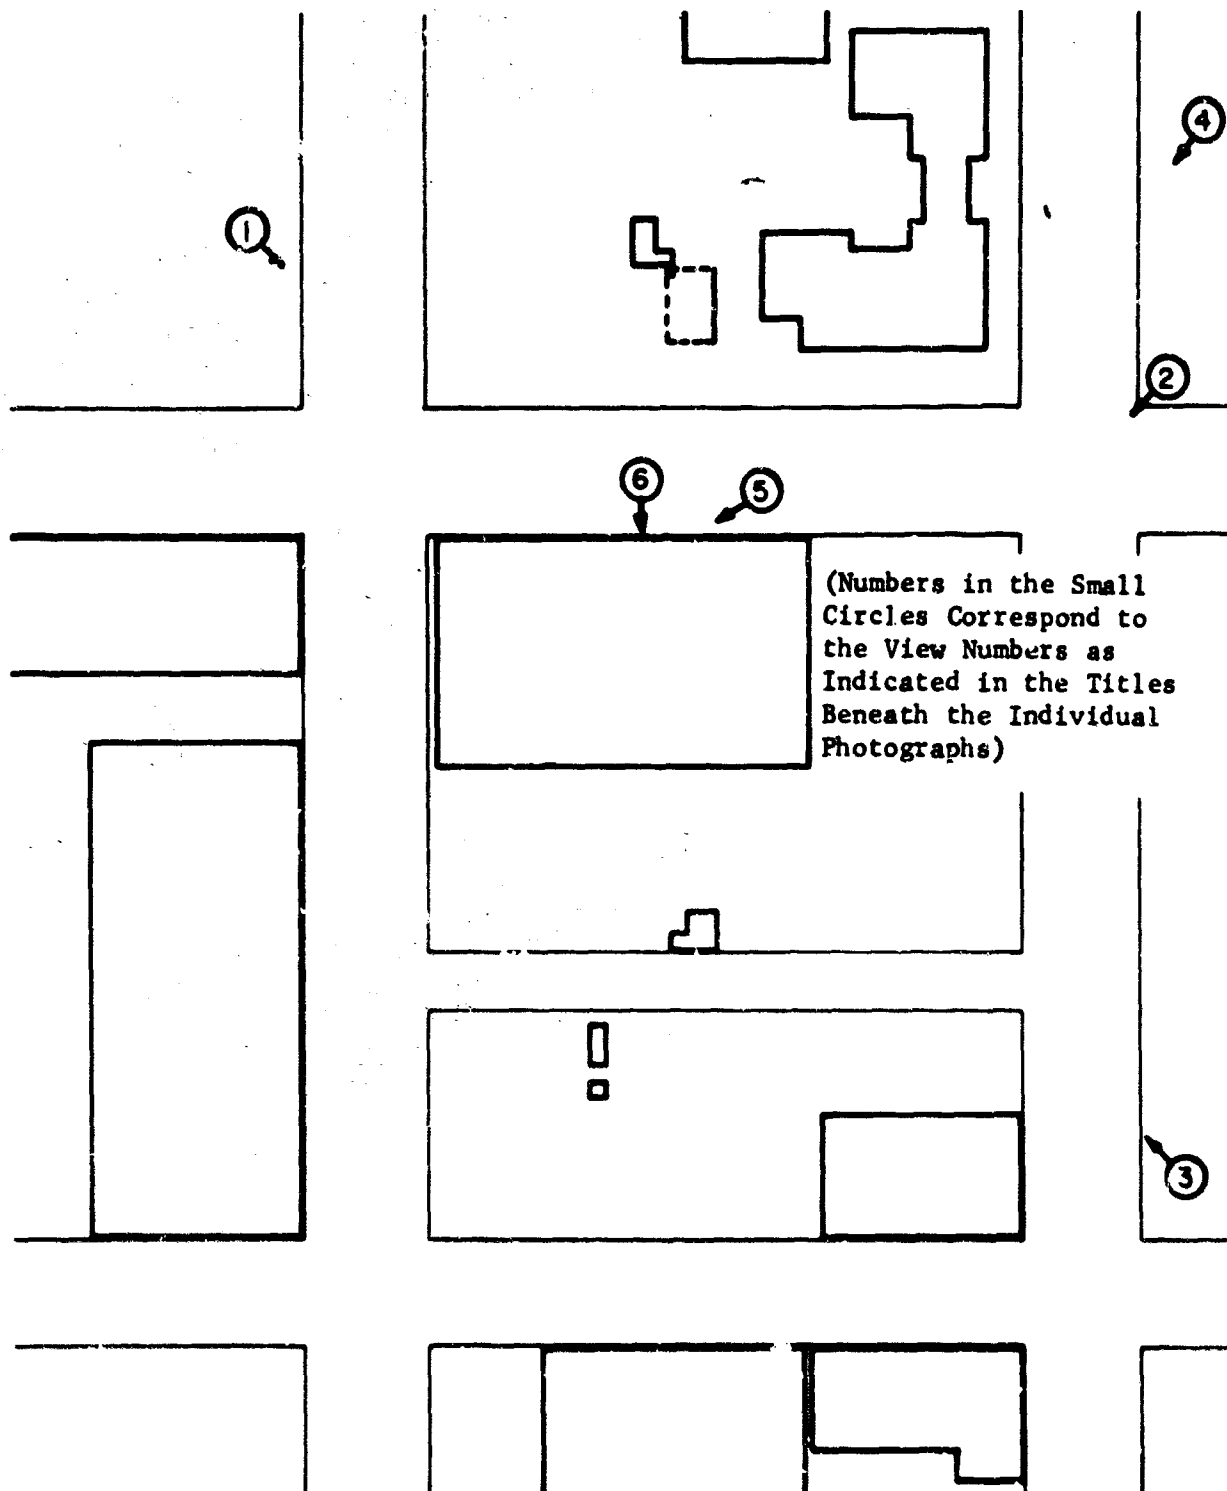 4
1
2
6
5
(Numbers in the Small
Circles Correspond to
the View Numbers as
Indicated in the Titles
Beneath the Individual
Photographs)
3